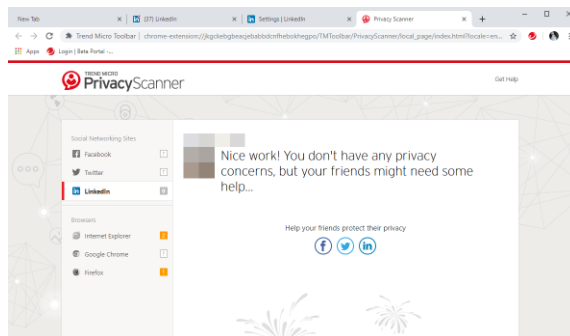 New Tab
(37) LinkedIn
Settings | LinkedIn
Privacy Scanner
Trend Micro Toolbar
Apps
Login | Beta Portal -...
TREND MICRO
PrivacyScanner
Get Help
Social Networking Sites
Facebook
Twitter
LinkedIn
Browsers
Internet Explorer
Google Chrome
Firefox
Nice work! You don't have any privacy
concerns, but your friends might need some
help...
Help your friends protect their privacy